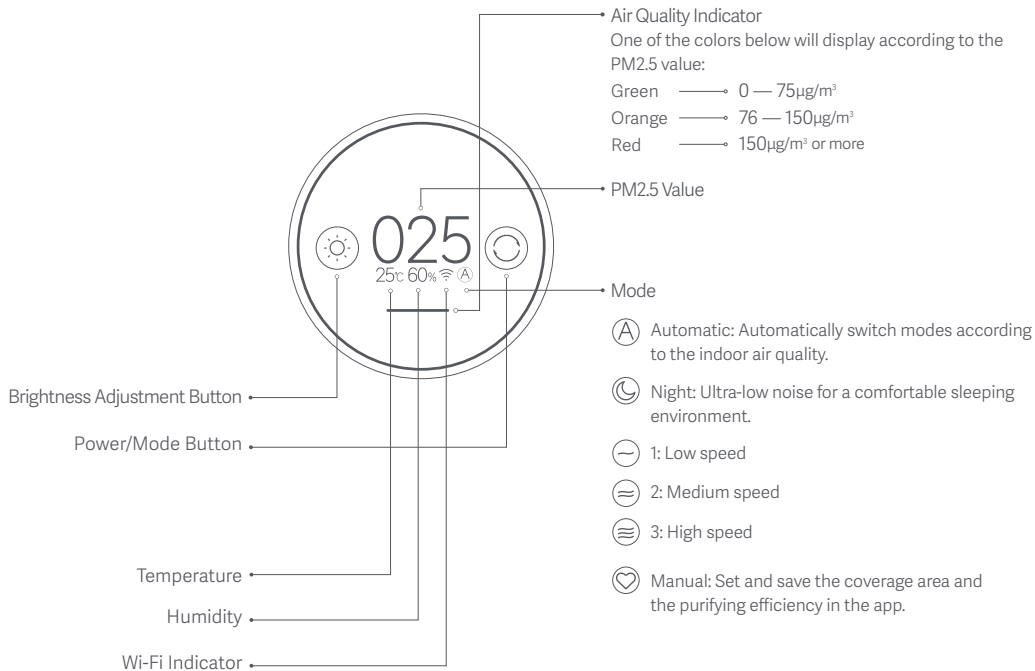 Air Quality Indicator
One of the colors below will display according to the
PM2.5 value:
Green 0 — 75μg/m³
Orange 76 — 150μg/m³
Red 150μg/m³ or more
PM2.5 Value
025
25℃ 60% A
Mode
A Automatic: Automatically switch modes according
to the indoor air quality.
Night: Ultra-low noise for a comfortable sleeping
environment.
1: Low speed
2: Medium speed
3: High speed
Manual: Set and save the coverage area and
the purifying efficiency in the app.
Brightness Adjustment Button
Power/Mode Button
Temperature
Humidity
Wi-Fi Indicator